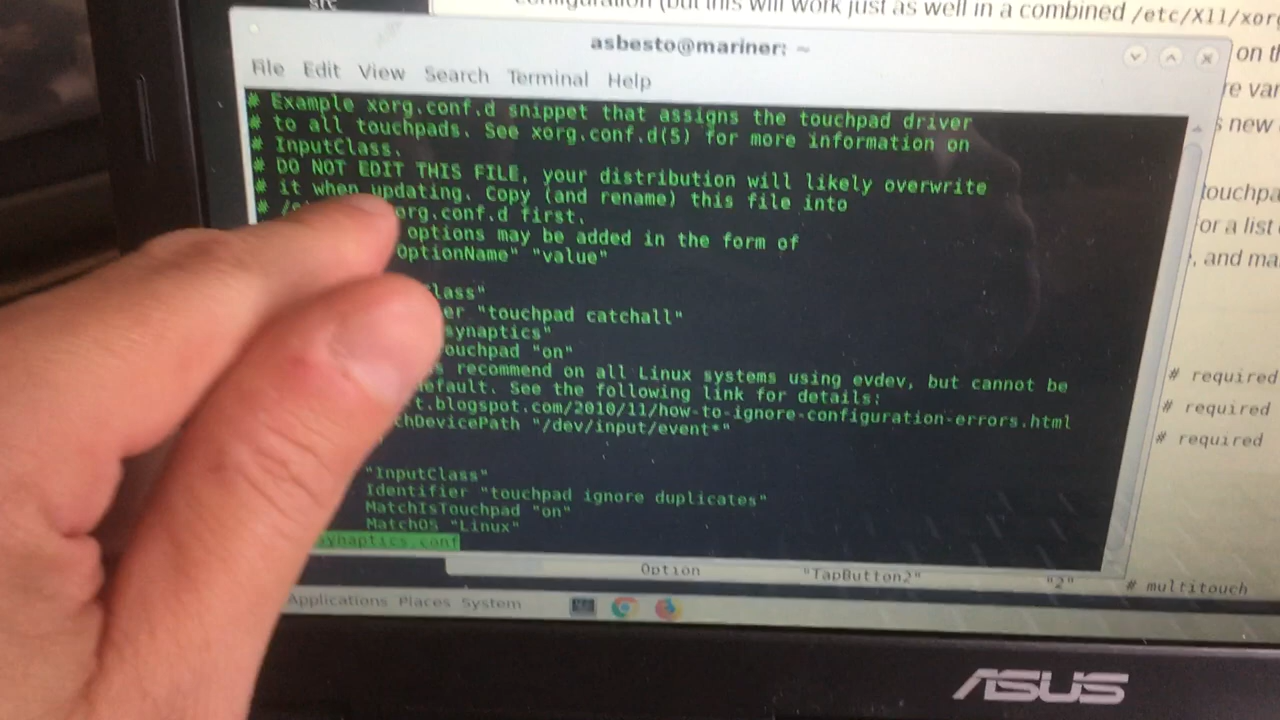 configuration (but this will work just as well in a combined /etc/X11/xorg
on th
re var
s new
touchpa
or a list
, and ma
# required
# required
# required
asbesto@mariner: ~
File Edit View Search Terminal Help
# Example xorg.conf.d snippet that assigns the touchpad driver
# to all touchpads. See xorg.conf.d(5) for more information on
# InputClass.
# DO NOT EDIT THIS FILE, your distribution will likely overwrite
# it when updating. Copy (and rename) this file into
# /e org.conf.d first.
options may be added in the form of
OptionName" "value"
lass"
er "touchpad catchall"
synaptics"
ouchpad "on"
s recommend on all Linux systems using evdev, but cannot be
efault. See the following link for details:
t.blogspot.com/2010/11/how-to-ignore-configuration-errors.html
chDevicePath "/dev/input/event*"
"InputClass"
Identifier "touchpad ignore duplicates"
MatchIsTouchpad "on"
MatchOS "Linux"
synaptics.conf
Option "TapButton2" "2" # multitouch
Applications Places System
ASUS